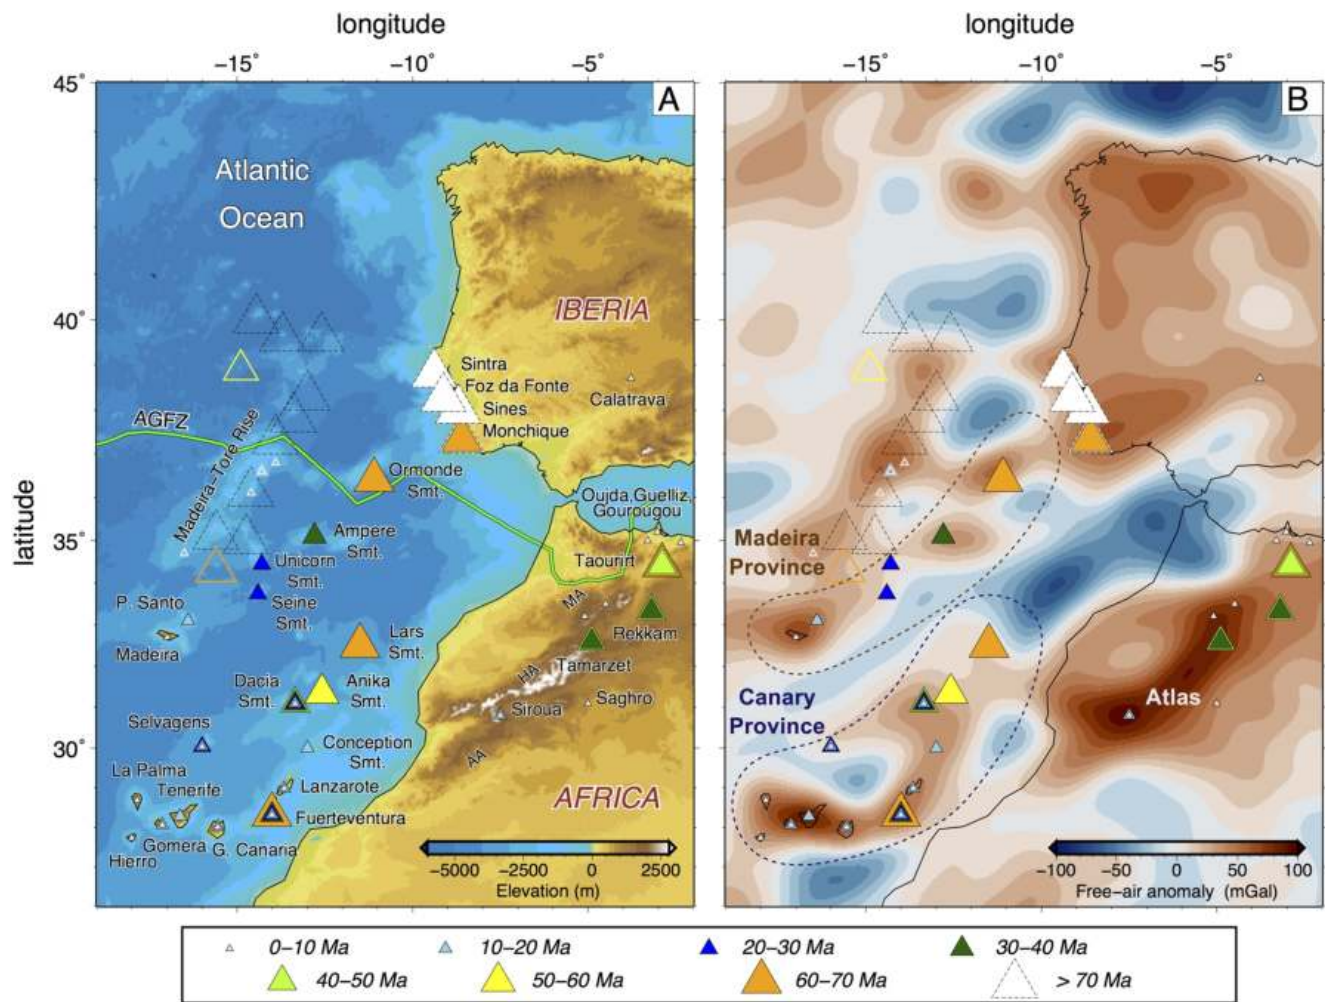 longitude
longitude
−15°
−10°
−5°
−15°
−10°
−5°
45°
A
B
Atlantic
Ocean
40°
IBERIA
Sintra
Foz da Fonte
Sines
Calatrava
Monchique
AGFZ
Madeira−Tore Rise
Ormonde
Smt.
Oujda,Guelliz,
Gourougou
latitude
35°
Ampere
Smt.
Unicorn
Smt.
Taourirt
Seine
Smt.
P. Santo
MA
Madeira
Lars
Smt.
Rekkam
Tamarzet
HA
Dacia
Smt.
Anika
Smt.
Saghro
Siroua
Selvagens
30°
Conception
Smt.
AA
La Palma
Tenerife
Lanzarote
AFRICA
Fuerteventura
Gomera
G. Canaria
Hierro
−5000
−2500
0
2500
Elevation (m)
Madeira
Province
Canary
Province
Atlas
−100
−50
0
50
100
Free−air anomaly (mGal)
0−10 Ma
10−20 Ma
20−30 Ma
30−40 Ma
40−50 Ma
50−60 Ma
60−70 Ma
> 70 Ma